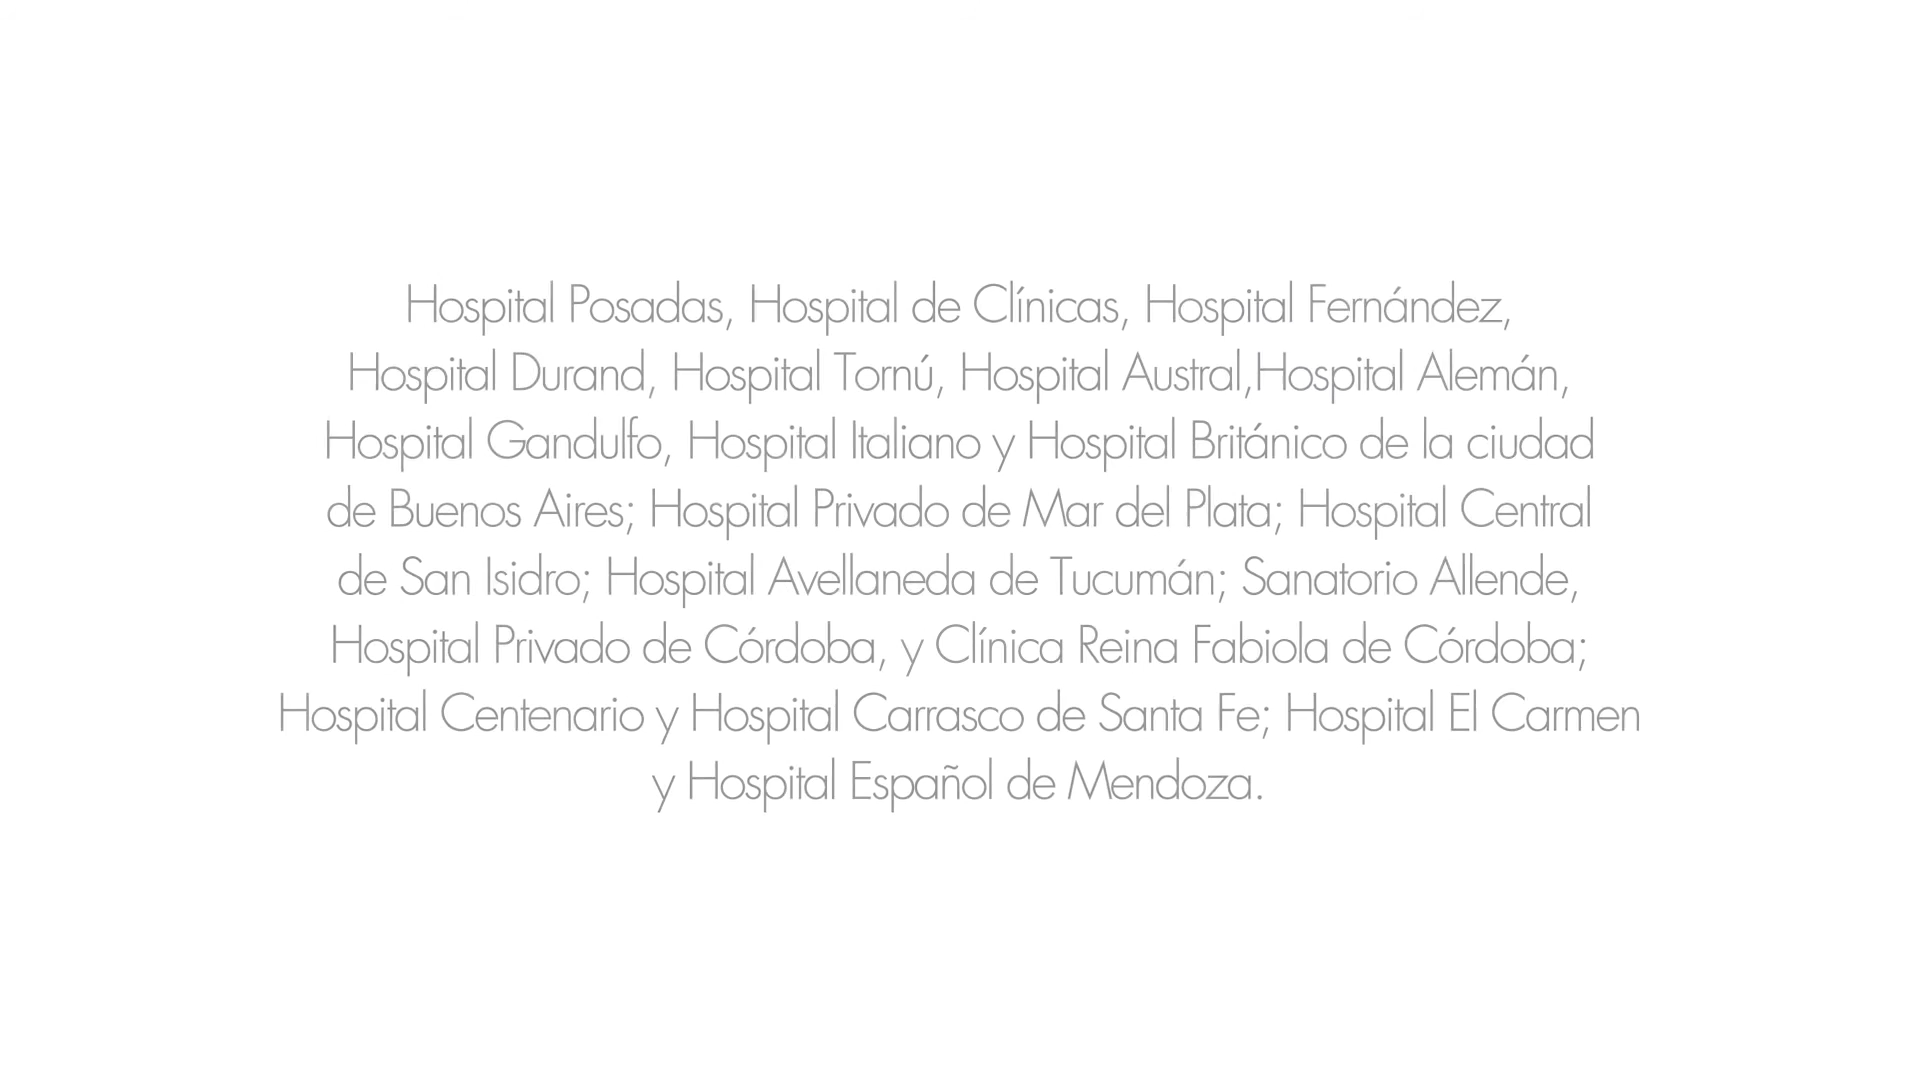 Hospital Posadas, Hospital de Clínicas, Hospital Fernández,
Hospital Durand, Hospital Tornú, Hospital Austral,Hospital Alemán,
Hospital Gandulfo, Hospital Italiano y Hospital Británico de la ciudad
de Buenos Aires; Hospital Privado de Mar del Plata; Hospital Central
de San Isidro; Hospital Avellaneda de Tucumán; Sanatorio Allende,
Hospital Privado de Córdoba, y Clínica Reina Fabiola de Córdoba;
Hospital Centenario y Hospital Carrasco de Santa Fe; Hospital El Carmen
y Hospital Español de Mendoza.